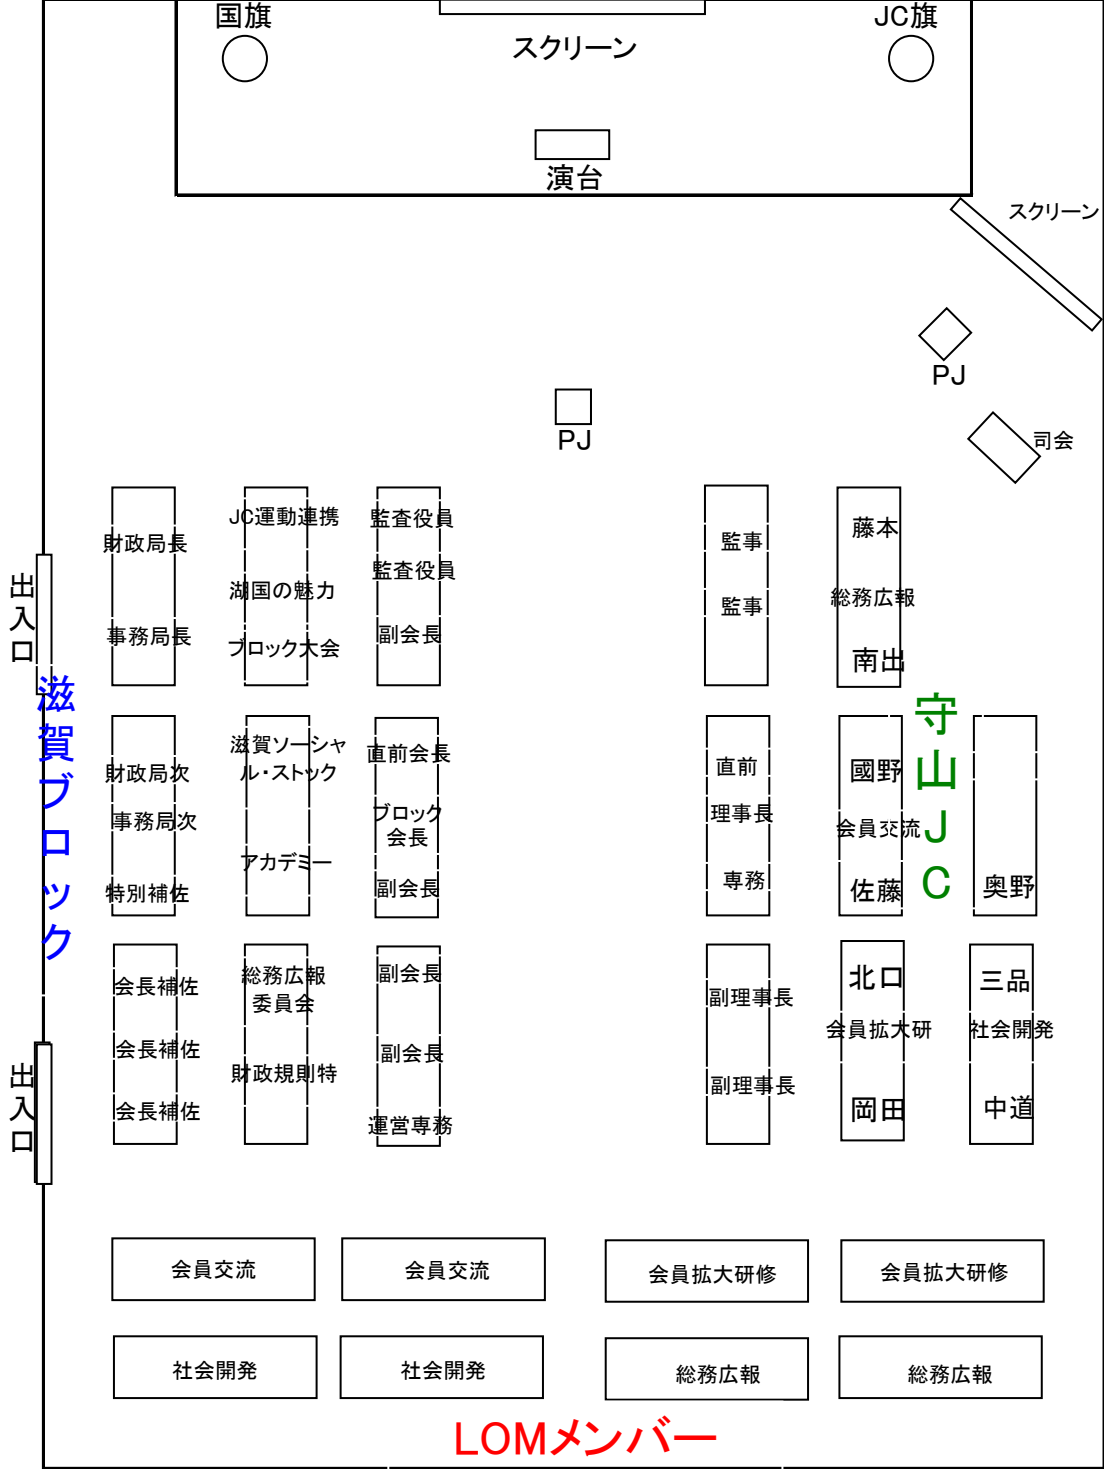 国旗
JC旗
スクリーン
演台
スクリーン
PJ
PJ
司会
財政局長
事務局長
JC運動連携
湖国の魅力
ブロック大会
監査役員
監査役員
副会長
監事
監事
藤本
総務広報
南出
出入口
滋賀ブロック
守山JC
財政局次
事務局次
特別補佐
滋賀ソーシャ
ル・ストック
アカデミー
直前会長
ブロック
会長
副会長
直前
理事長
専務
國野
会員交流
佐藤
奥野
会長補佐
会長補佐
会長補佐
総務広報
委員会
財政規則特
副会長
副会長
運営専務
副理事長
副理事長
北口
会員拡大研
岡田
三品
社会開発
中道
出入口
会員交流
会員交流
会員拡大研修
会員拡大研修
社会開発
社会開発
総務広報
総務広報
LOMメンバー